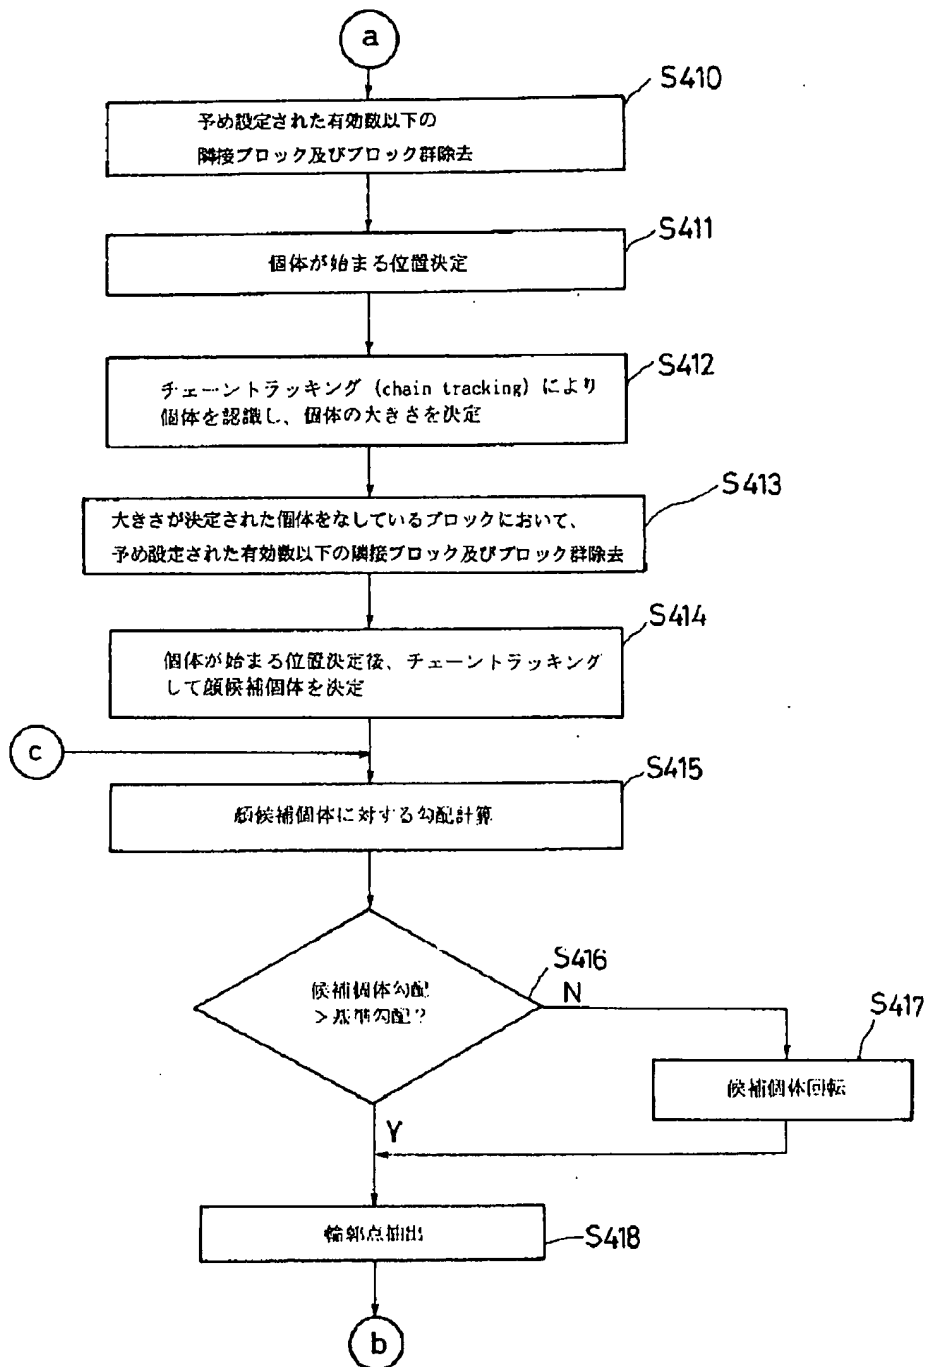 a
S410
予め設定された有効数以下の
隣接ブロック及びブロック群除去
S411
個体が始まる位置決定
S412
チェーントラッキング (chain tracking) により
個体を認識し、個体の大きさを決定
S413
大きさが決定された個体をなしているブロックにおいて、
予め設定された有効数以下の隣接ブロック及びブロック群除去
S414
個体が始まる位置決定後、チェーントラッキング
して顔候補個体を決定
c
S415
顔候補個体に対する勾配計算
S416
候補個体勾配
>基準勾配?
N
S417
候補個体回転
Y
輪郭点抽出
S418
b